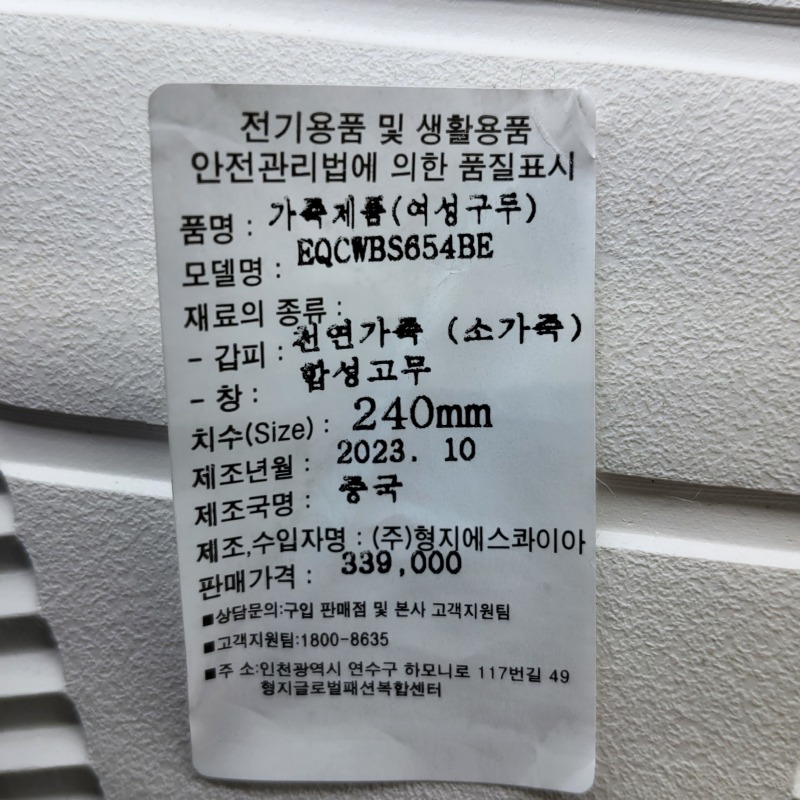 전기용품 및 생활용품
안전관리법에 의한 품질표시
품명 : 가죽제품(여성구두)
모델명 : EQCWBS654BE
재료의 종류 :
- 갑피 : 천연가죽 (소가죽)
- 창 : 합성고무
치수(Size) : 240mm
제조년월 : 2023. 10
제조국명 : 중국
제조,수입자명 : (주)형지에스콰이아
판매가격 : 339,000
■상담문의:구입 판매점 및 본사 고객지원팀
■고객지원팀:1800-8635
■주 소:인천광역시 연수구 하모니로 117번길 49
형지글로벌패션복합센터